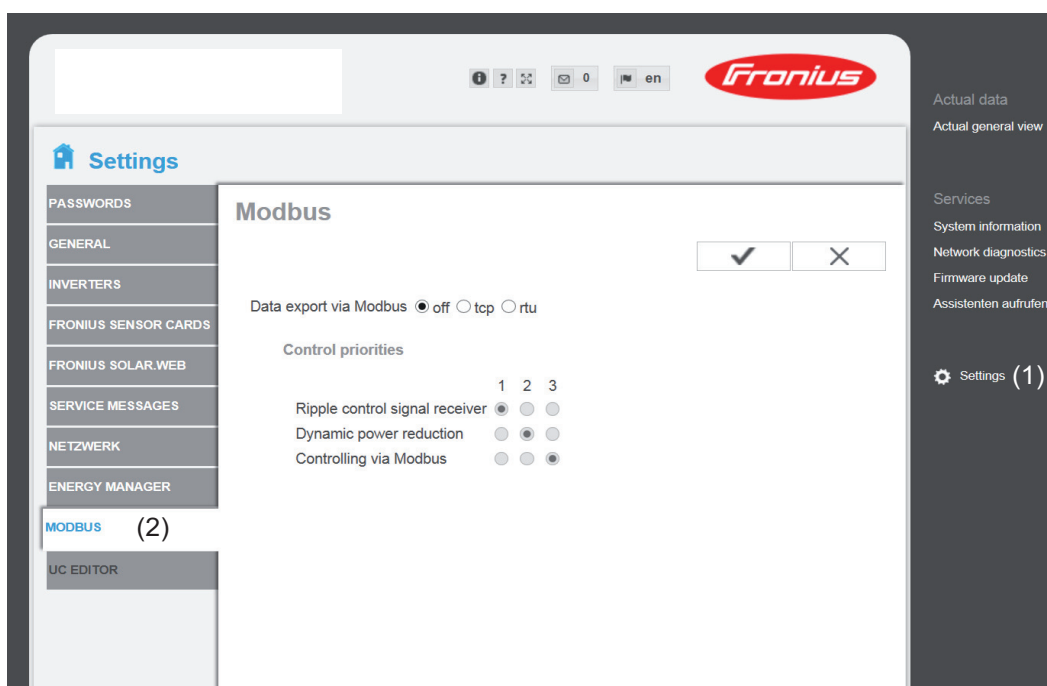 0 en Fronius
Settings
PASSWORDS
GENERAL
INVERTERS
FRONIUS SENSOR CARDS
FRONIUS SOLAR.WEB
SERVICE MESSAGES
NETZWERK
ENERGY MANAGER
MODBUS (2)
UC EDITOR
Modbus
Data export via Modbus off tcp rtu
Control priorities
1 2 3
Ripple control signal receiver
Dynamic power reduction
Controlling via Modbus
Actual data
Actual general view
Services
System information
Network diagnostics
Firmware update
Assistenten aufrufen
Settings (1)